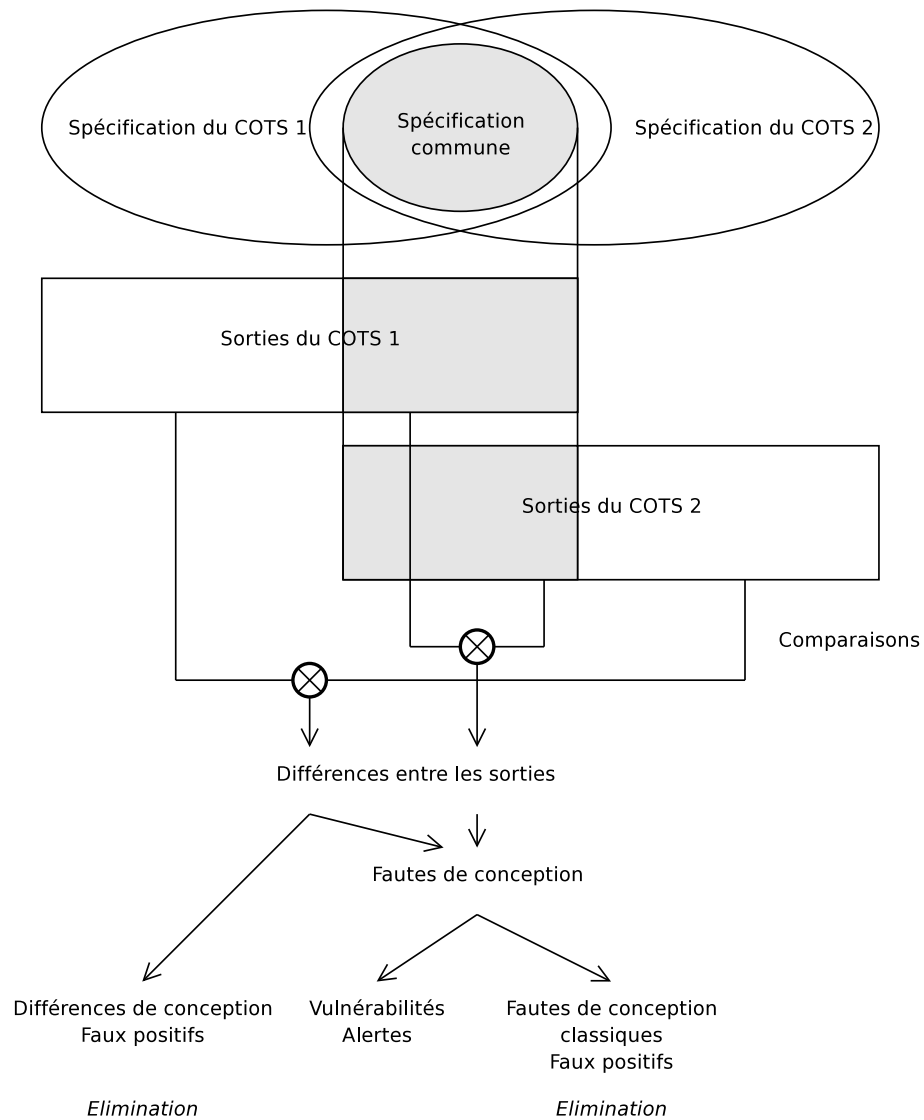 Spécification du COTS 1
Spécification
commune
Spécification du COTS 2
Sorties du COTS 1
Sorties du COTS 2
Comparaisons
Différences entre les sorties
Fautes de conception
Différences de conception
Faux positifs
Vulnérabilités
Alertes
Fautes de conception
classiques
Faux positifs
Elimination
Elimination